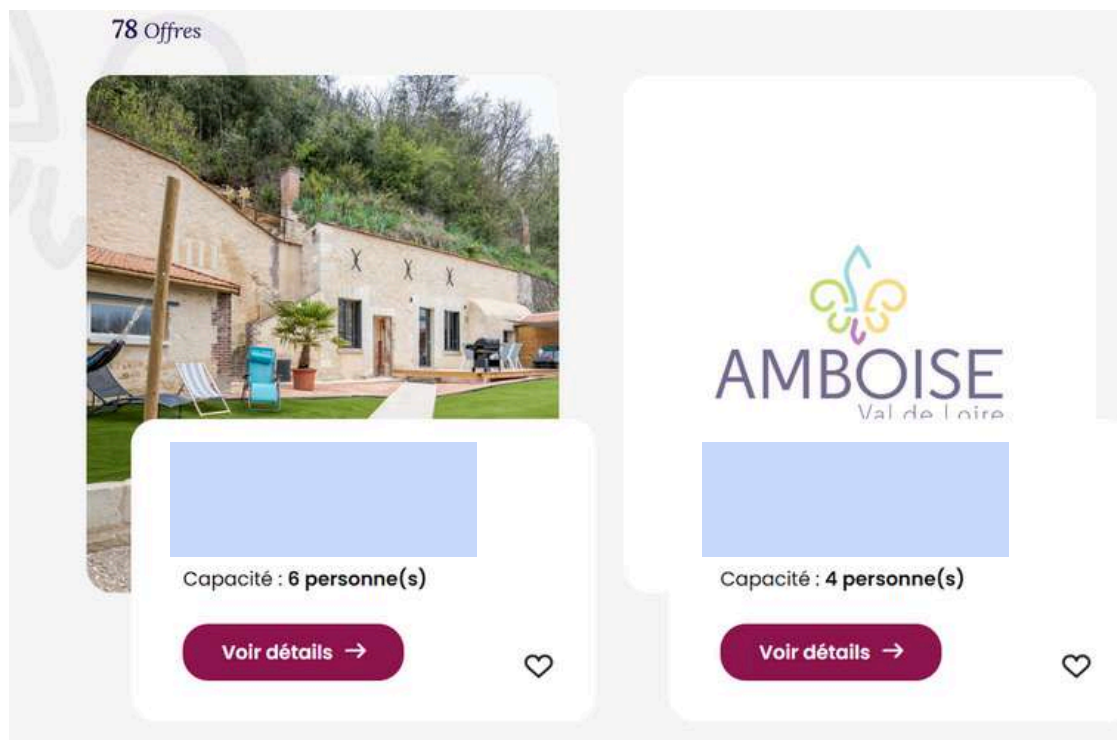 78 Offres
AMBOISE
Val de Loire
Capacité : 6 personne(s)
Voir détails →
Capacité : 4 personne(s)
Voir détails →